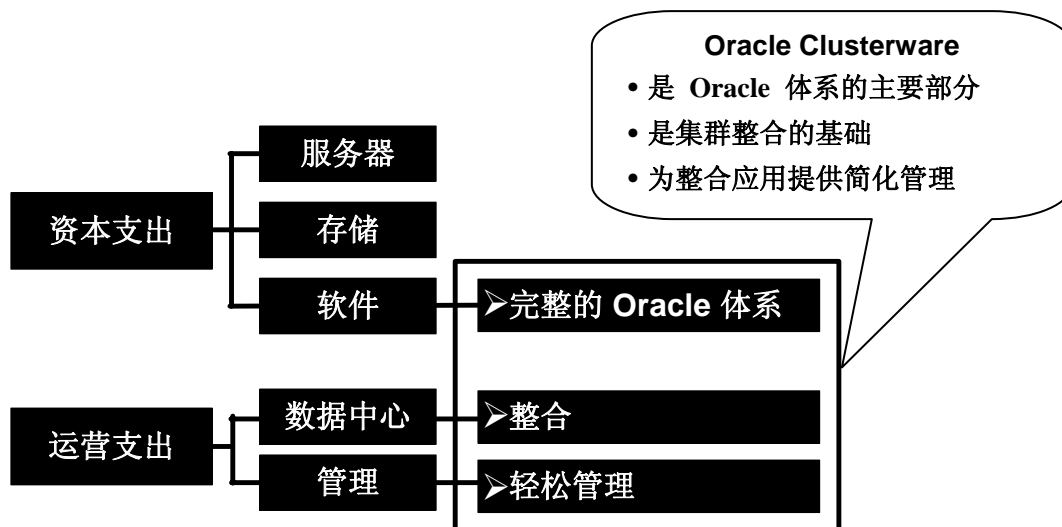 Oracle Clusterware
• 是 Oracle 体系的主要部分
• 是集群整合的基础
• 为整合应用提供简化管理
服务器
资本支出
存储
软件
➢完整的 Oracle 体系
数据中心
➢整合
运营支出
管理
➢轻松管理